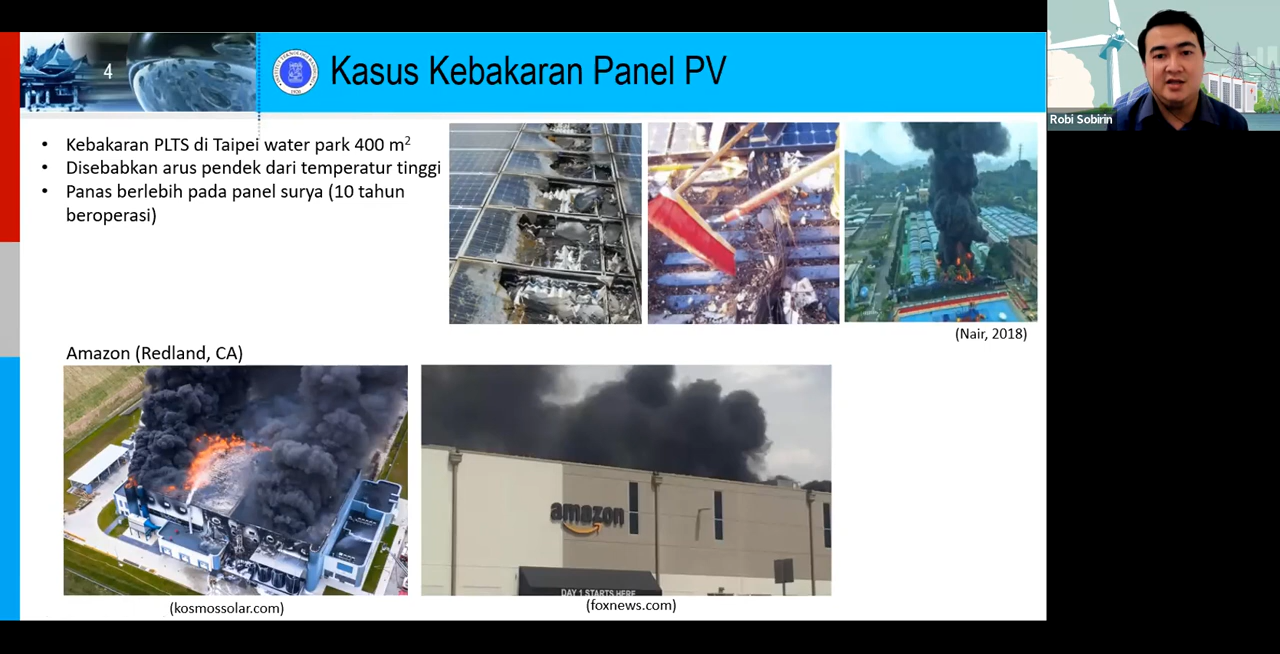 4
Kasus Kebakaran Panel PV
Robi Sobirin
• Kebakaran PLTS di Taipei water park 400 m²
• Disebabkan arus pendek dari temperatur tinggi
• Panas berlebih pada panel surya (10 tahun
beroperasi)
(Nair, 2018)
Amazon (Redland, CA)
amazon
DAY 1 STARTS HERE
(kosmossolar.com)
(foxnews.com)